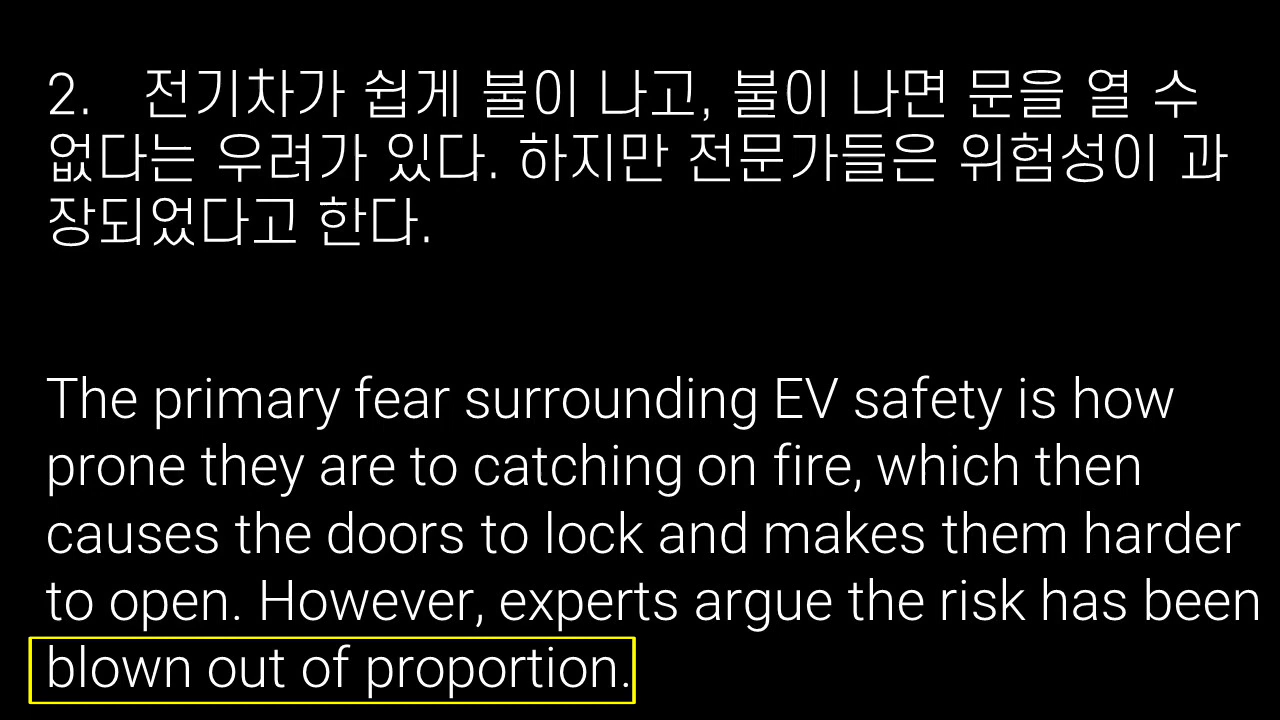 2. 전기차가 쉽게 불이 나고, 불이 나면 문을 열 수
없다는 우려가 있다. 하지만 전문가들은 위험성이 과
장되었다고 한다.
The primary fear surrounding EV safety is how
prone they are to catching on fire, which then
causes the doors to lock and makes them harder
to open. However, experts argue the risk has been
blown out of proportion.